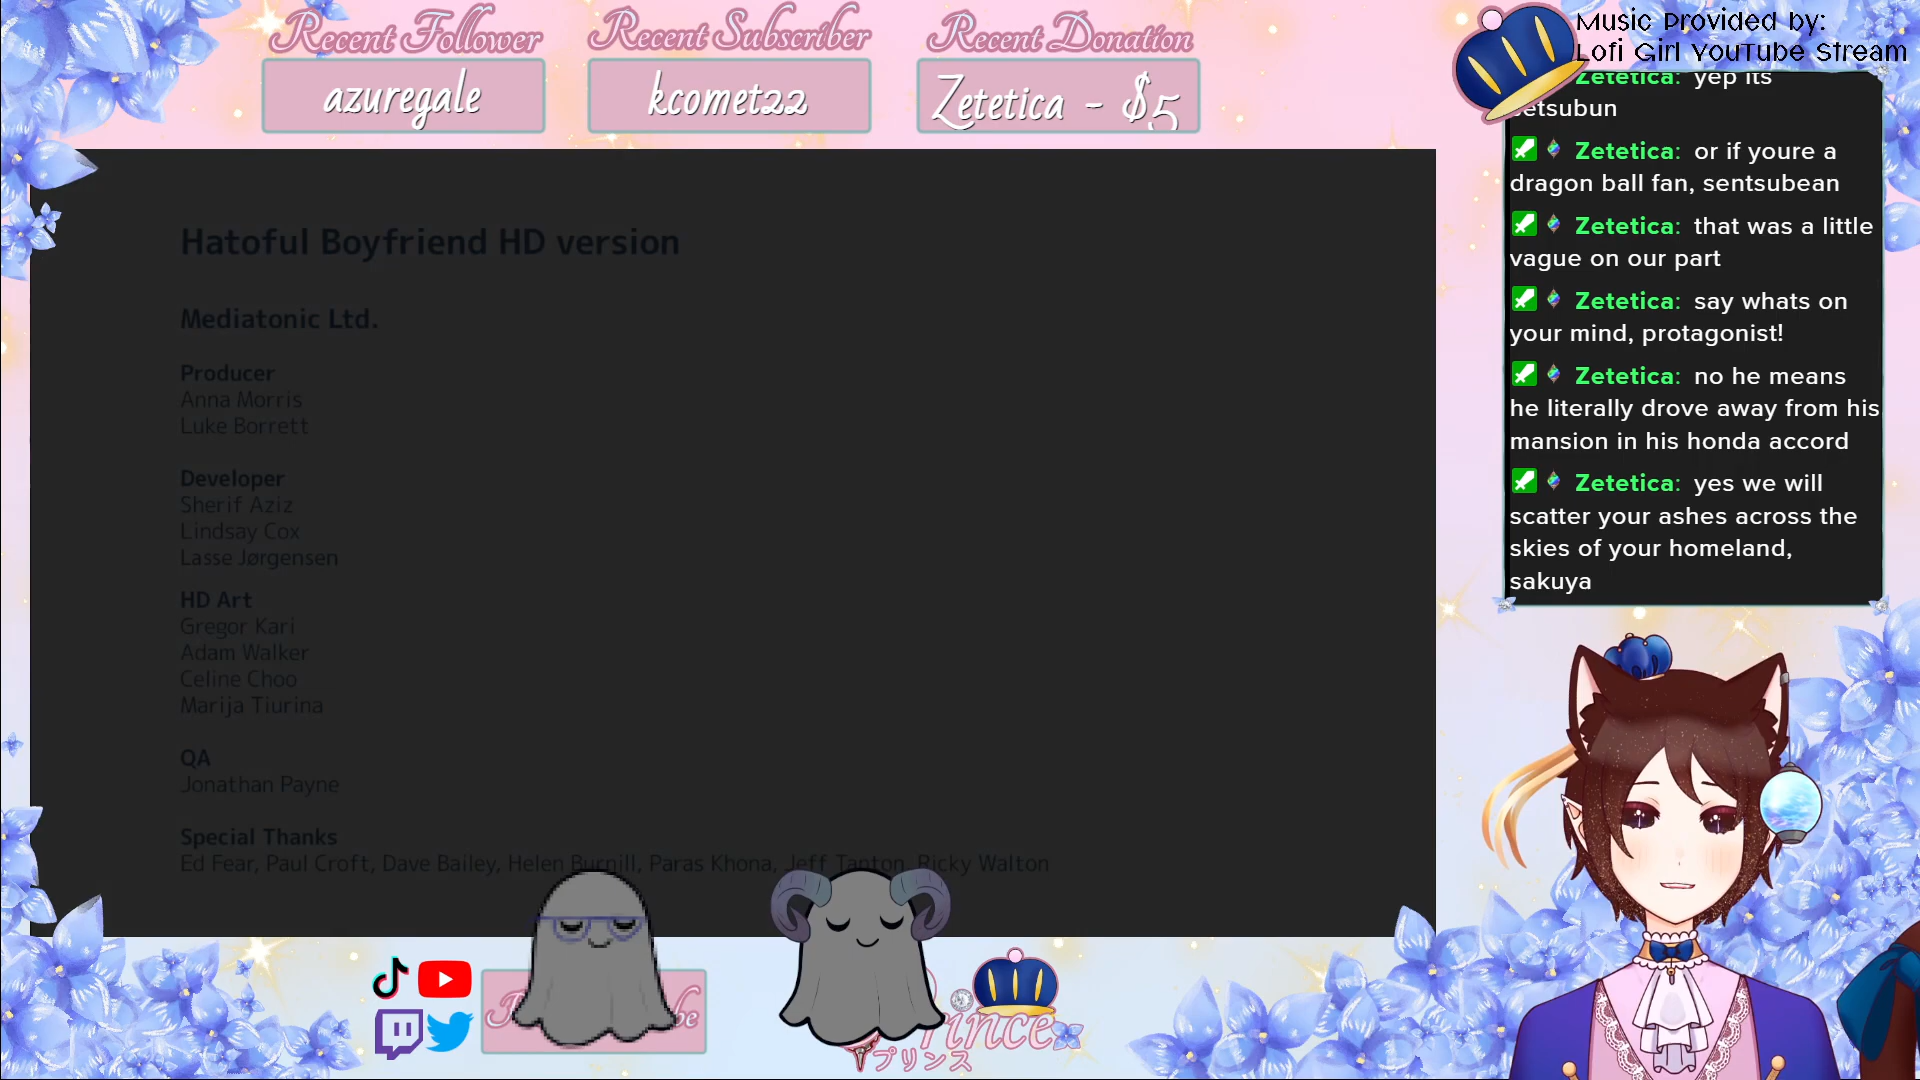 Recent Follower
azuregale
Recent Subscriber
kcomet22
Recent Donation
Zetetica - $5
Music Provided by:
Lofi Girl YouTube Stream
Zetetica: yep its
setsubun
Zetetica: or if youre a
dragon ball fan, sentsubean
Zetetica: that was a little
vague on our part
Zetetica: say whats on
your mind, protagonist!
Zetetica: no he means
he literally drove away from his
mansion in his honda accord
Zetetica: yes we will
scatter your ashes across the
skies of your homeland,
sakuya
Hatoful Boyfriend HD version
Mediatonic Ltd.
Producer
Anna Morris
Luke Borrett
Developer
Sherif Aziz
Lindsay Cox
Lasse Jørgensen
HD Art
Gregor Kari
Adam Walker
Celine Choo
Marija Tiurina
QA
Jonathan Payne
Special Thanks
Ed Fear, Paul Croft, Dave Bailey, Helen Burnill, Paras Khona, Jeff Tanton, Ricky Walton
rince
プリンス